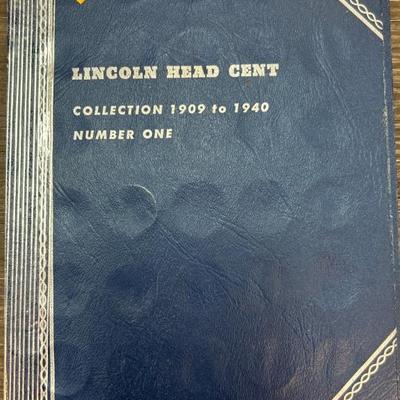 LINCOLN HEAD CENT
COLLECTION 1909 to 1940
NUMBER ONE